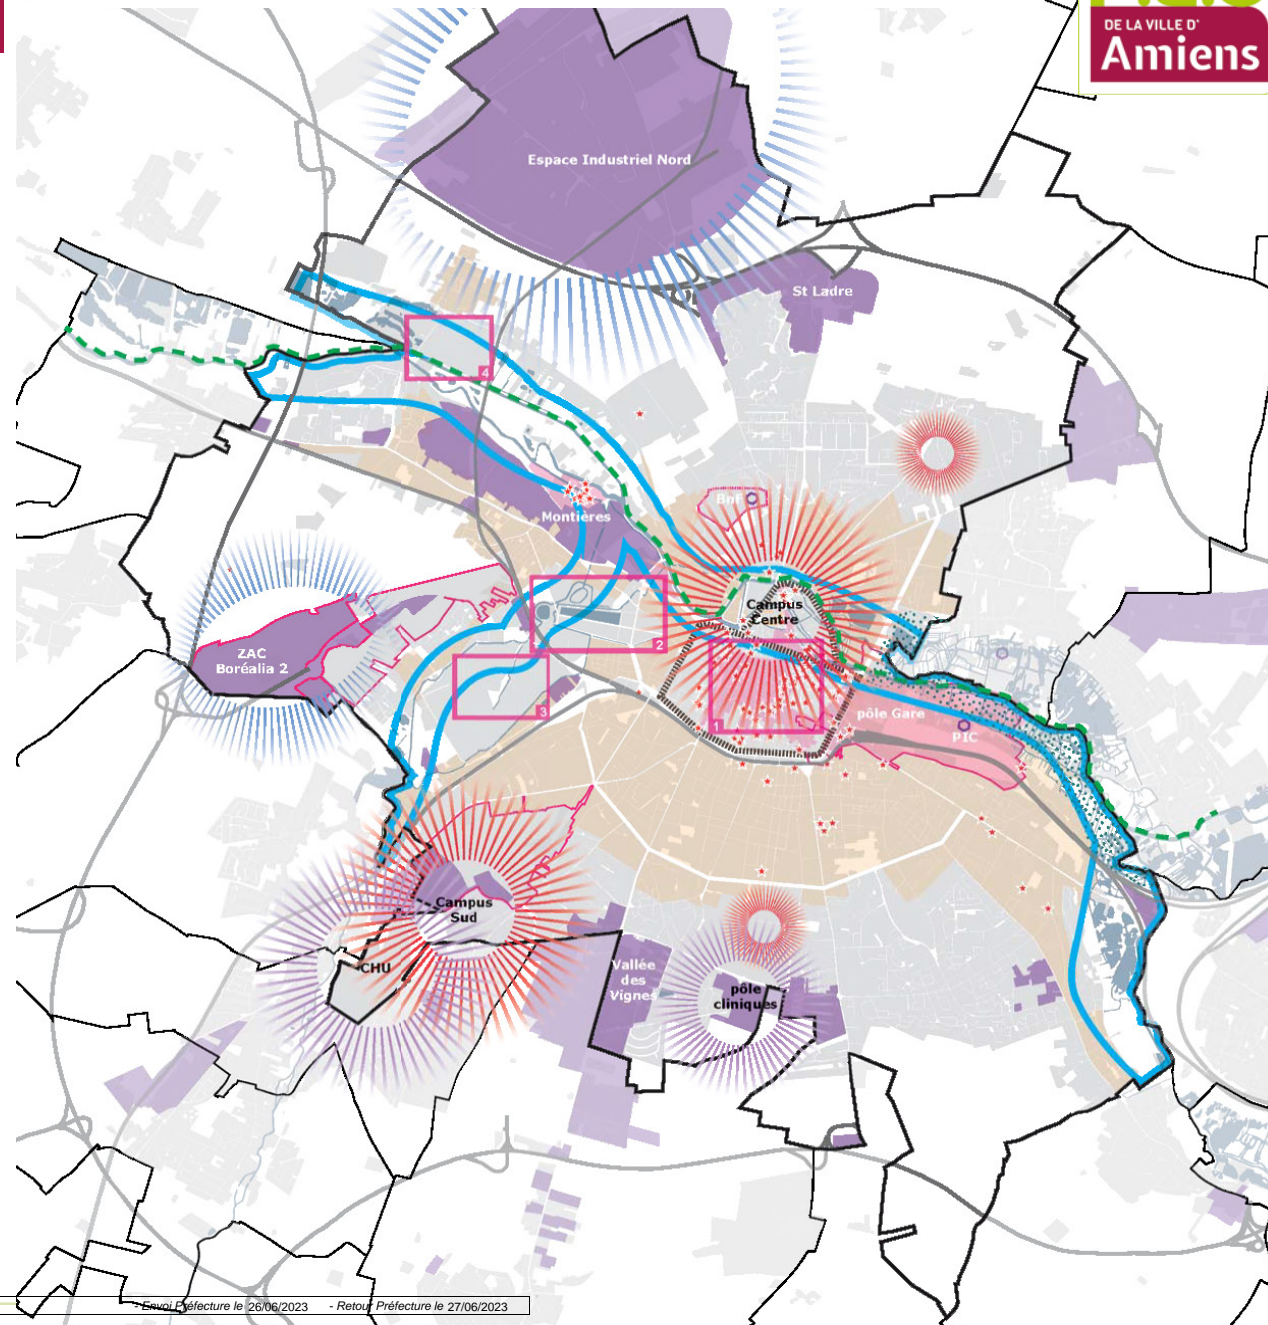 DE LA VILLE D'
Amiens
Espace Industriel Nord
St Ladre
4
BnF
Montières
Campus
Centre
2
ZAC
Boréalia 2
3
1
pôle Gare
PIC
Campus
Sud
CHU
Vallée
des
Vignes
pôle
cliniques
- Envoi Préfecture le 26/06/2023 - Retour Préfecture le 27/06/2023